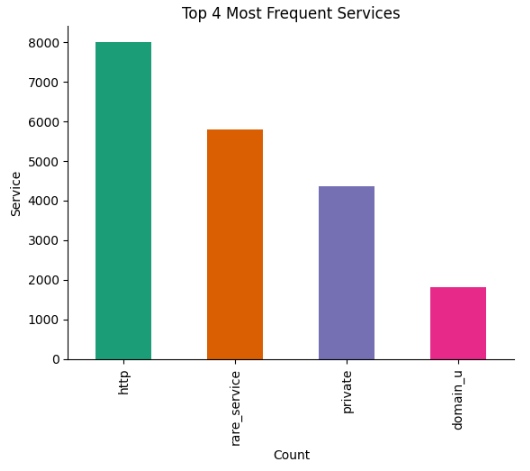 Top 4 Most Frequent Services
8000
7000
6000
5000
4000
3000
2000
1000
0
Service
http
rare_service
private
domain_u
Count